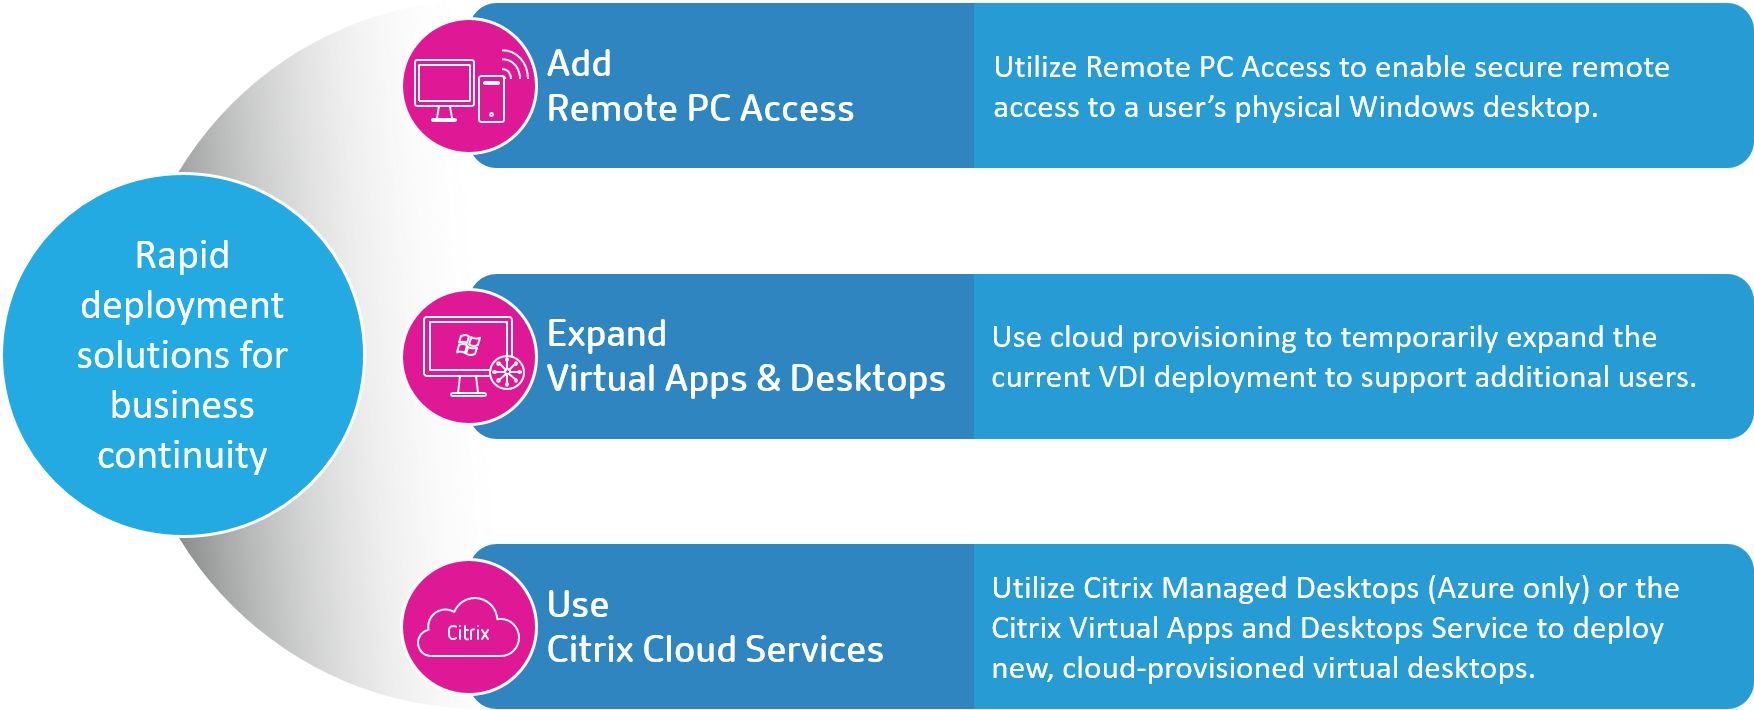 Rapid
deployment
solutions for
business
continuity
Add
Remote PC Access
Utilize Remote PC Access to enable secure remote
access to a user’s physical Windows desktop.
Expand
Virtual Apps & Desktops
Use cloud provisioning to temporarily expand the
current VDI deployment to support additional users.
Citrix
Use
Citrix Cloud Services
Utilize Citrix Managed Desktops (Azure only) or the
Citrix Virtual Apps and Desktops Service to deploy
new, cloud-provisioned virtual desktops.